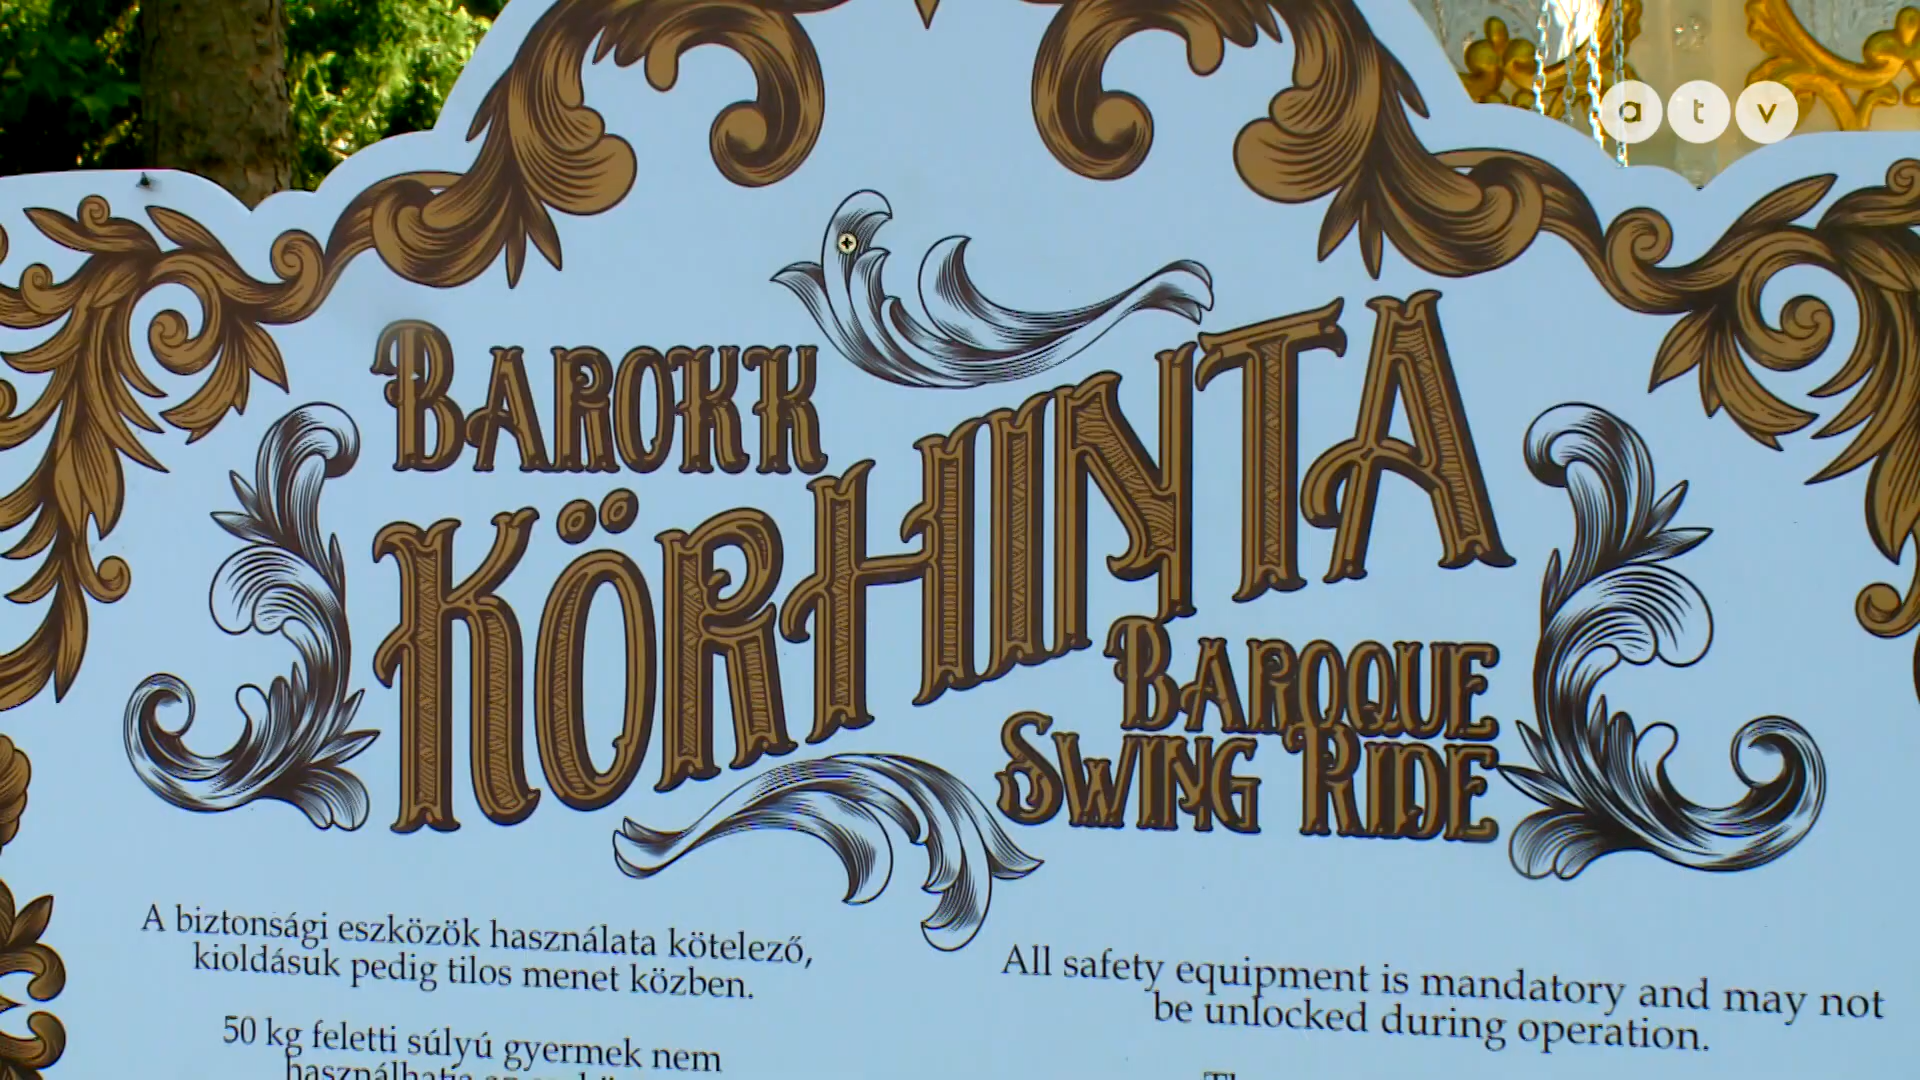 atv
BAROKK
KÖRHINTA
BAROQUE
SWING RIDE
A biztonsági eszközök használata kötelező,
kioldásuk pedig tilos menet közben.
50 kg feletti súlyú gyermek nem
All safety equipment is mandatory and may not
be unlocked during operation.